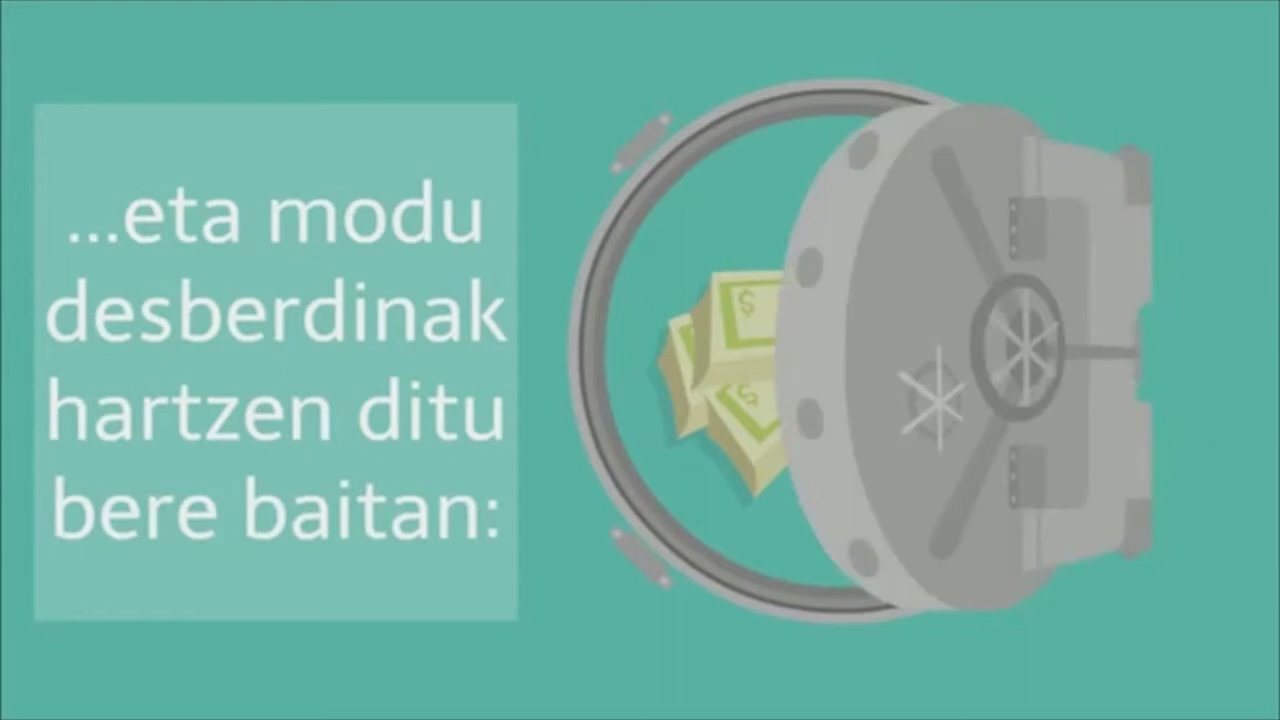 ...eta modu
desberdinak
hartzen ditu
bere baitan:
$
$